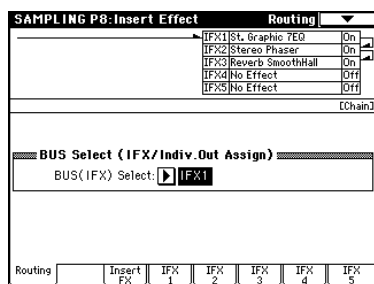 SAMPLING P8:Insert Effect Routing
IFX1 St. Graphic 7EQ On
IFX2 Stereo Phaser On
IFX3 Reverb SmoothHall On
IFX4 No Effect Off
IFX5 No Effect Off
[Chain]
BUS Select (IFX/Indiv.Out Assign)
BUS(IFX) Select: IFX1
Routing Insert FX IFX 1 IFX 2 IFX 3 IFX 4 IFX 5